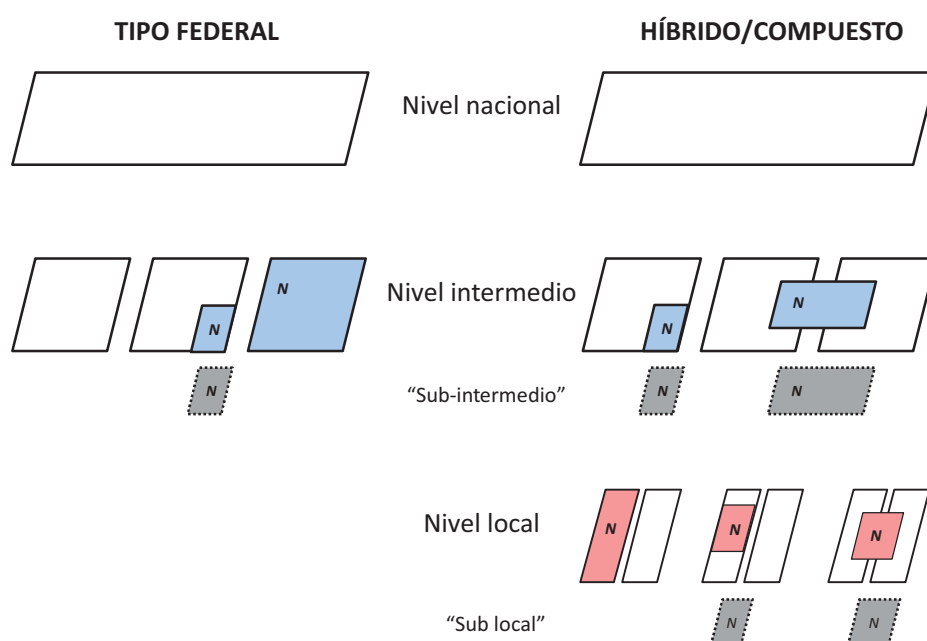 TIPO FEDERAL
HÍBRIDO/COMPUESTO
Nivel nacional
N
Nivel intermedio
N
N
N
N
“Sub-intermedio”
N
N
Nivel local
N
N
N
“Sub local”
N
N